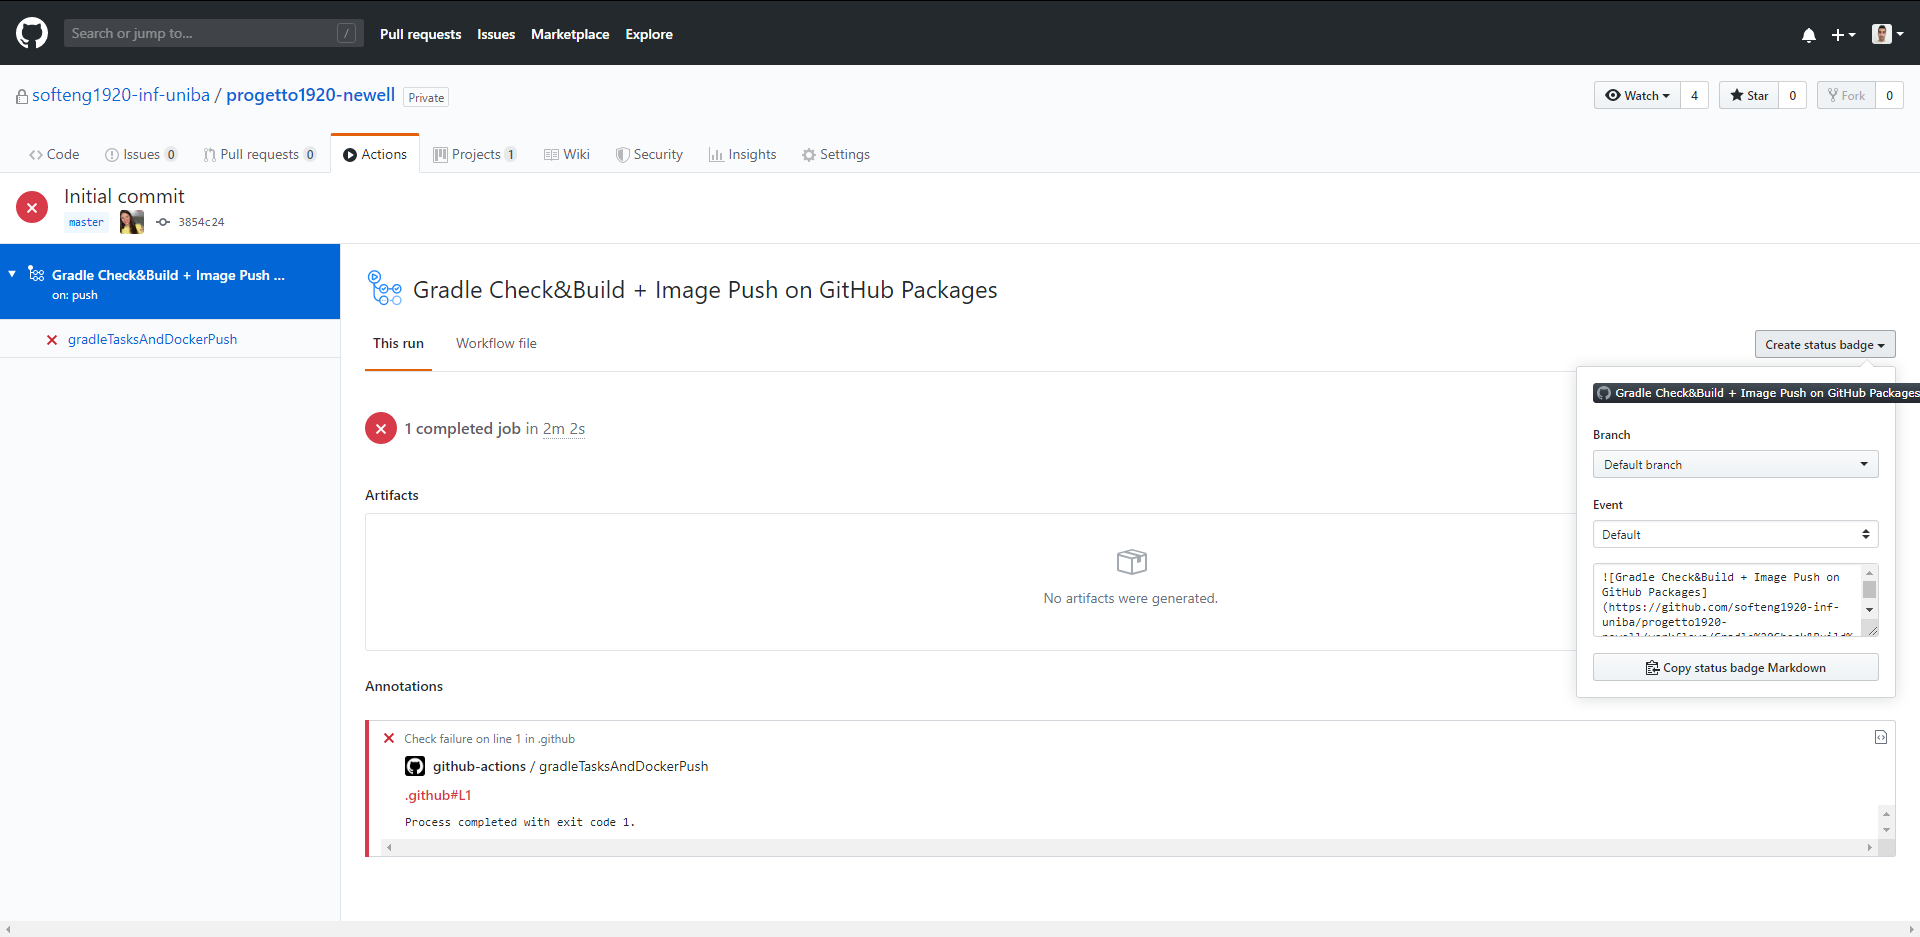 Search or jump to...
/
Pull requests
Issues
Marketplace
Explore
softeng1920-inf-uniba / progetto1920-newell Private
Watch 4
Star 0
Fork 0
Code
Issues 0
Pull requests 0
Actions
Projects 1
Wiki
Security
Insights
Settings
Initial commit
master
3854c24
Gradle Check&Build + Image Push ...
on: push
gradleTasksAndDockerPush
Gradle Check&Build + Image Push on GitHub Packages
This run
Workflow file
Create status badge
Gradle Check&Build + Image Push on GitHub Packages
Branch
Default branch
Event
Default
![Gradle Check&Build + Image Push on
GitHub Packages]
(https://github.com/softeng1920-inf-
uniba/progetto1920-
newell/workflows/Gradle%20Check&Build%
Copy status badge Markdown
1 completed job in 2m 2s
Artifacts
No artifacts were generated.
Annotations
Check failure on line 1 in .github
github-actions / gradleTasksAndDockerPush
.github#L1
Process completed with exit code 1.